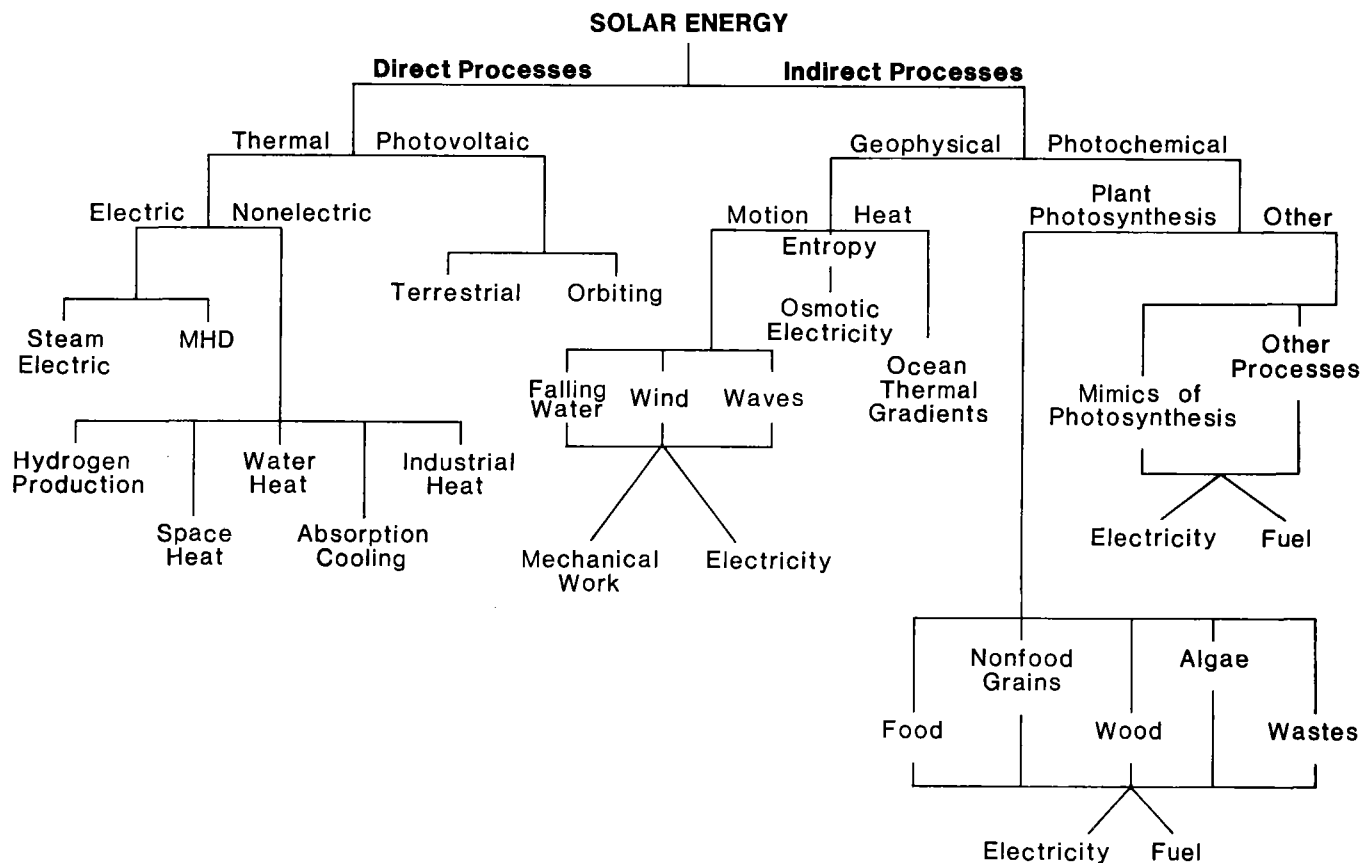 SOLAR ENERGY
Direct Processes Indirect Processes
Thermal Photovoltaic
Geophysical Photochemical
Electric Nonelectric
Motion Heat
Entropy
Plant
Photosynthesis
Other
Terrestrial Orbiting
Osmotic
Electricity
Steam
Electric
MHD
Ocean
Thermal
Gradients
Other
Processes
Falling
Water
Wind
Waves
Mimics of
Photosynthesis
Hydrogen
Production
Water
Heat
Industrial
Heat
Space
Heat
Absorption
Cooling
Mechanical
Work
Electricity
Electricity Fuel
Nonfood
Grains
Algae
Food
Wood
Wastes
Electricity Fuel